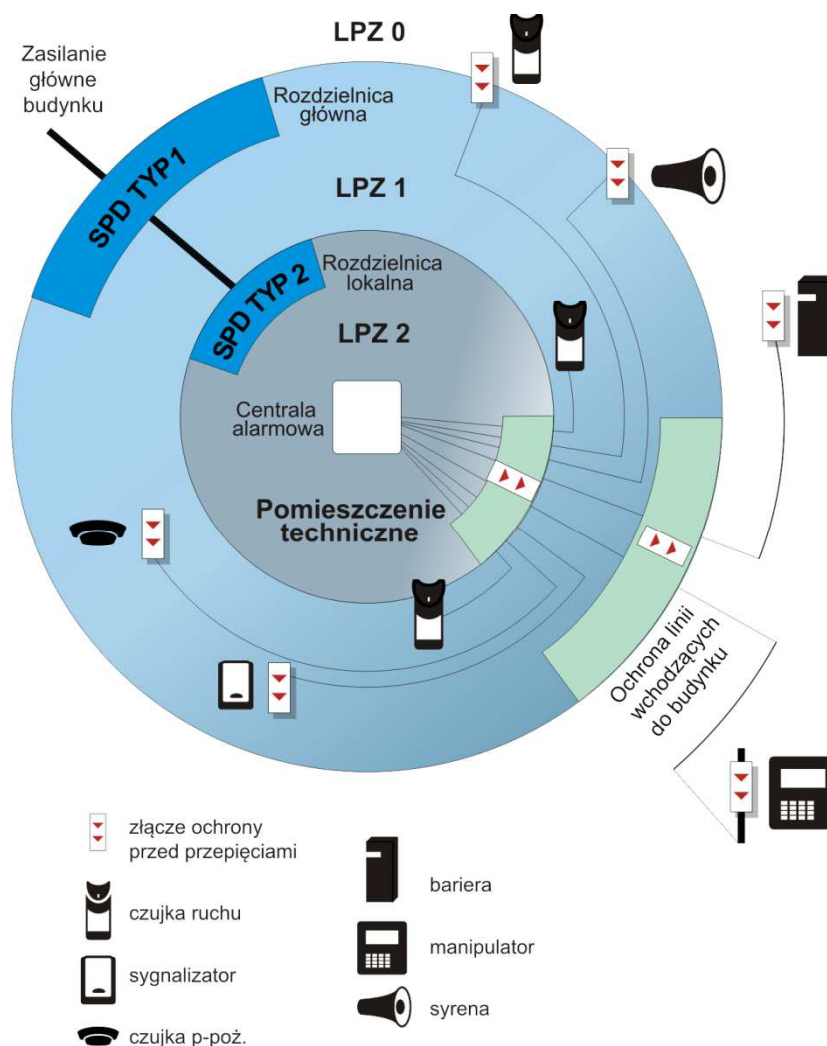 LPZ 0
Zasilanie
główne
budynku
Rozdzielnica
główna
SPD TYP1
LPZ 1
Rozdzielnica
lokalna
SPD TYP 2
LPZ 2
Centrala
alarmowa
Pomieszczenie
techniczne
Ochrona linii
wchodzących
do budynku
złącze ochrony
przed przepięciami
czujka ruchu
sygnalizator
czujka p-poż.
bariera
manipulator
syrena